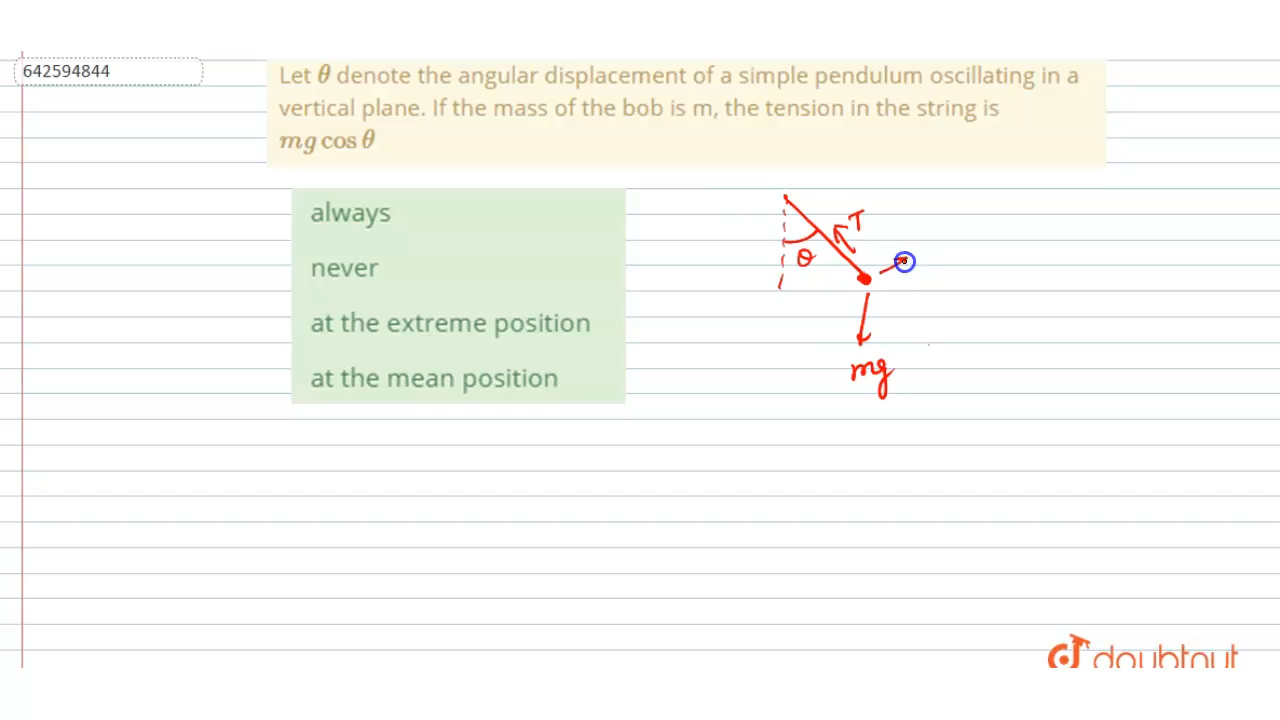 642594844
Let θ denote the angular displacement of a simple pendulum oscillating in a
vertical plane. If the mass of the bob is m, the tension in the string is
mg cos θ
always
never
at the extreme position
at the mean position
T
θ
mg
doubtnut